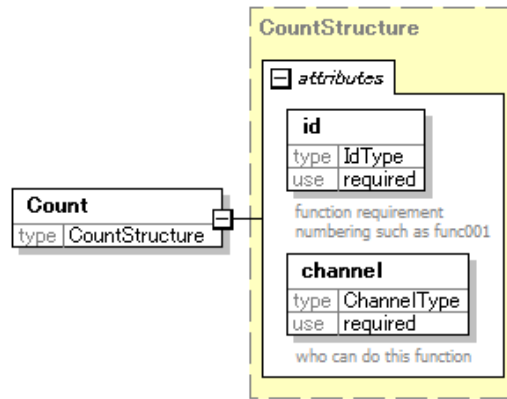 CountStructure
attributes
id
type IdType
use required
function requirement
numbering such as func001
Count
type CountStructure
channel
type ChannelType
use required
who can do this function